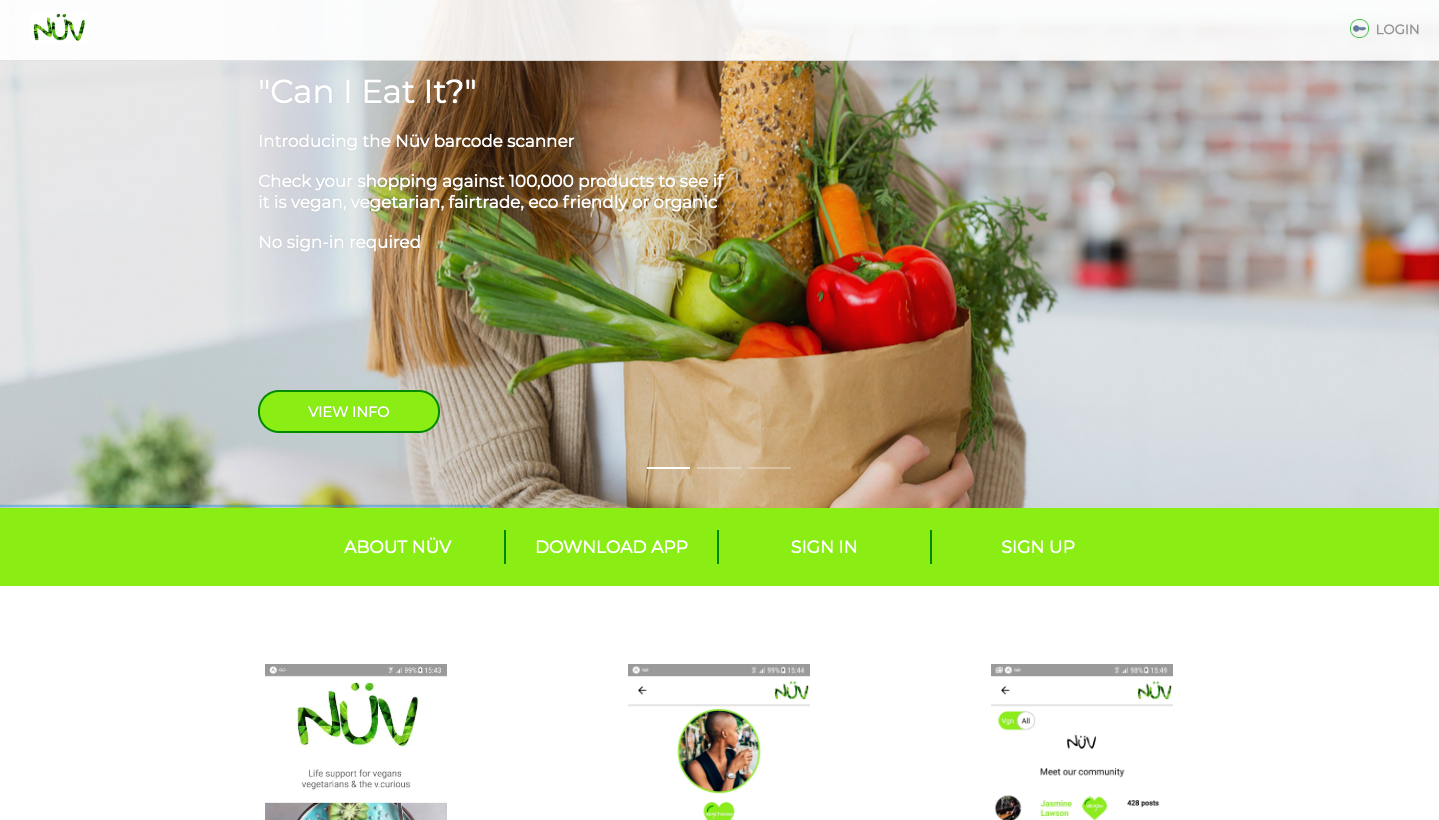 NÜV
LOGIN
"Can I Eat It?"
Introducing the Nüv barcode scanner
Check your shopping against 100,000 products to see if
it is vegan, vegetarian, fairtrade, eco friendly or organic
No sign-in required
VIEW INFO
ABOUT NÜV
DOWNLOAD APP
SIGN IN
SIGN UP
99% 15:43
NÜV
Life support for vegans
vegetarians & the v.curious
99% 15:44
NÜV
98% 15:49
NÜV
Vgn All
NÜV
Meet our community
Jasmine
Lawson
428 posts